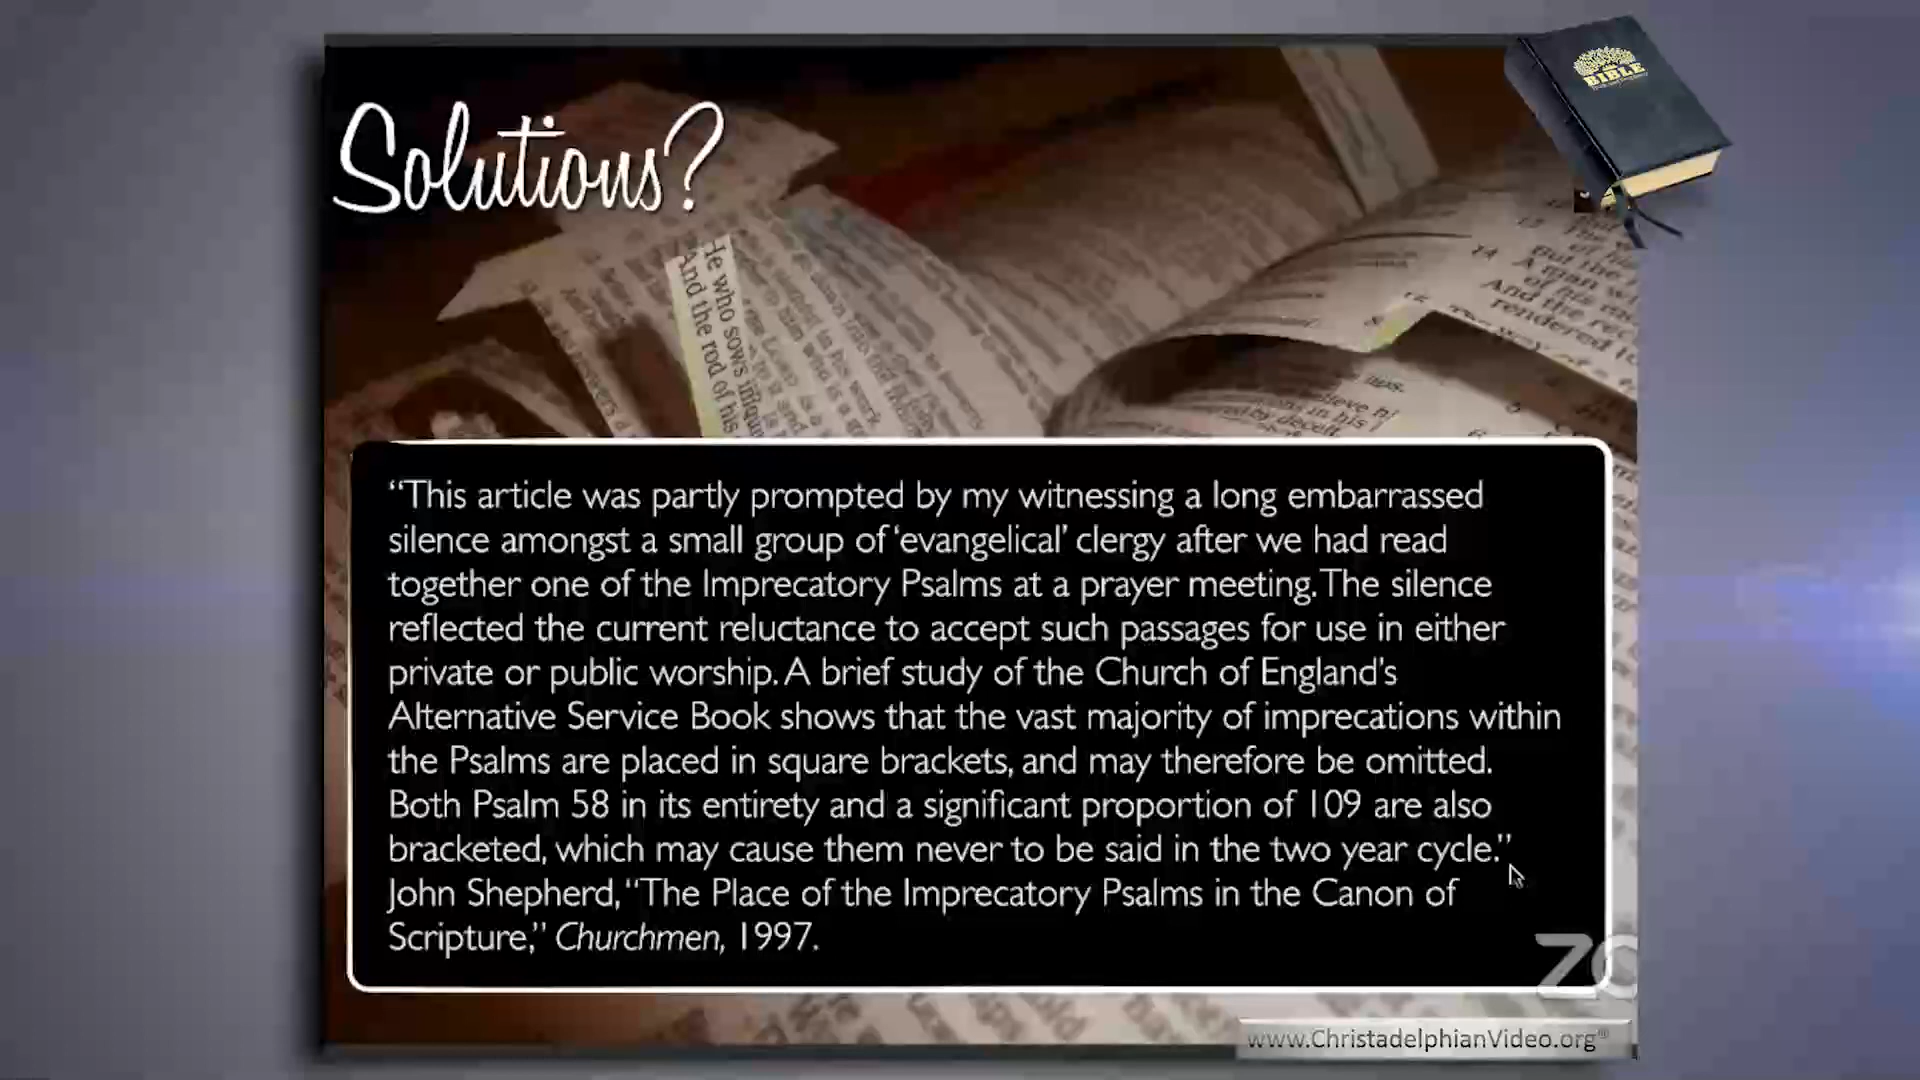 Solutions?
BIBLE
He who sows iniquity
And the rod of his
“This article was partly prompted by my witnessing a long embarrassed
silence amongst a small group of ‘evangelical’ clergy after we had read
together one of the Imprecatory Psalms at a prayer meeting. The silence
reflected the current reluctance to accept such passages for use in either
private or public worship. A brief study of the Church of England’s
Alternative Service Book shows that the vast majority of imprecations within
the Psalms are placed in square brackets, and may therefore be omitted.
Both Psalm 58 in its entirety and a significant proportion of 109 are also
bracketed, which may cause them never to be said in the two year cycle.”
John Shepherd, “The Place of the Imprecatory Psalms in the Canon of
Scripture,” Churchmen, 1997.
www.ChristadelphianVideo.org®